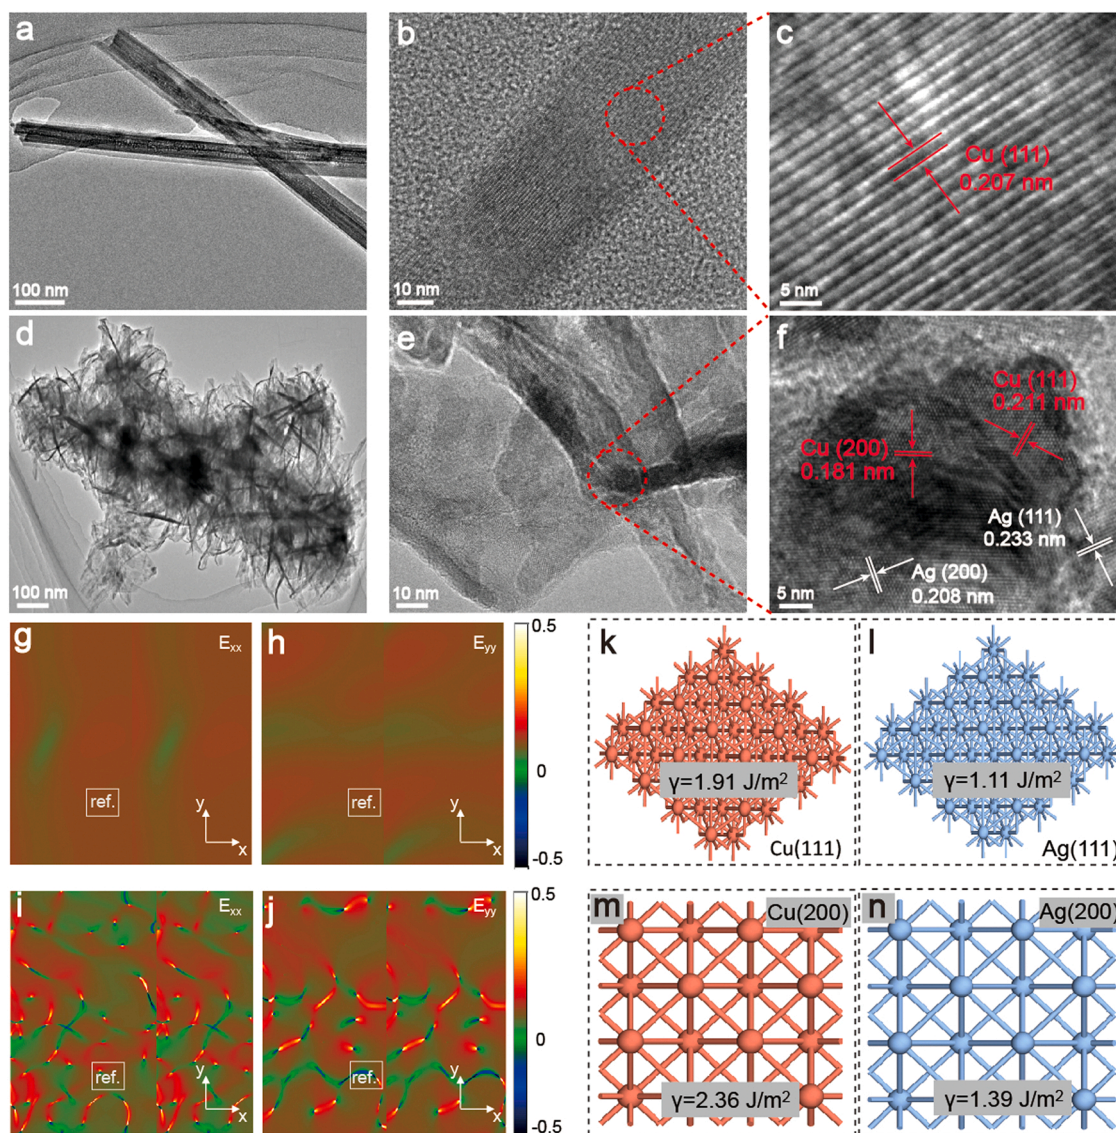 a
100 nm
b
10 nm
c
Cu (111)
0.207 nm
5 nm
d
100 nm
e
10 nm
f
Cu (111)
0.211 nm
Cu (200)
0.181 nm
Ag (111)
0.233 nm
Ag (200)
0.208 nm
5 nm
g
Exx
ref.
y
x
h
Eyy
ref.
y
x
0.5
0
-0.5
k
γ=1.91 J/m²
Cu(111)
l
γ=1.11 J/m²
Ag(111)
i
Exx
ref.
y
x
j
Eyy
ref.
y
x
0.5
0
-0.5
m
Cu(200)
γ=2.36 J/m²
n
Ag(200)
γ=1.39 J/m²